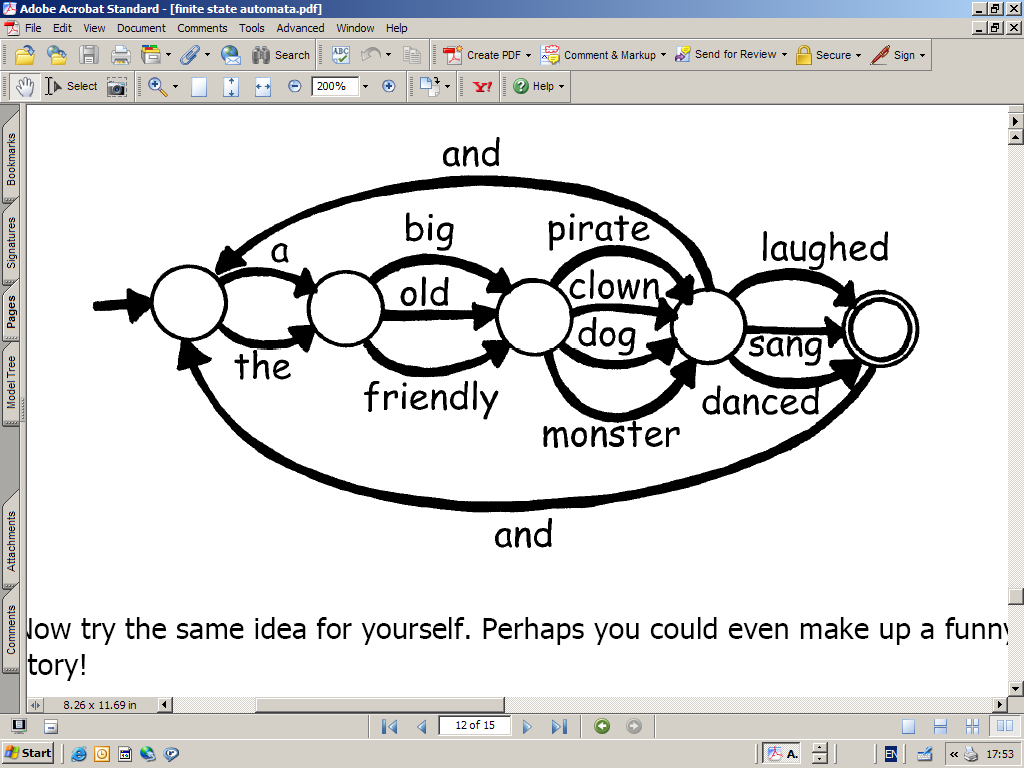 Adobe Acrobat Standard - [finite state automata.pdf]
File Edit View Document Comments Tools Advanced Window Help
Search Create PDF Comment & Markup Send for Review Secure Sign
Select 200% Y! Help
Bookmarks
Signatures
Pages
Model Tree
Attachments
Comments
and
a
big
pirate
laughed
old
clown
the
dog
sang
friendly
danced
monster
and
Now try the same idea for yourself. Perhaps you could even make up a funny
tory!
8.26 x 11.69 in
12 of 15
Start A. EN « 17:53